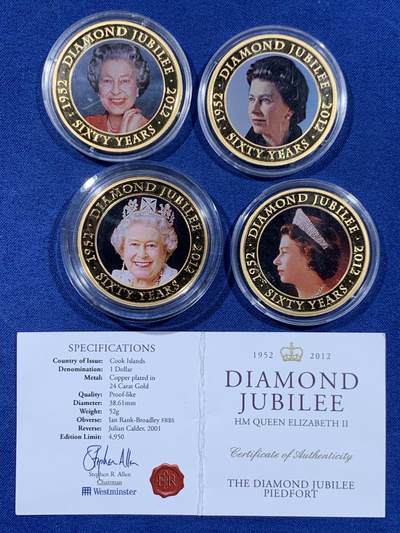 DIAMOND JUBILEE
1952 · 2012
SIXTY YEARS
DIAMOND JUBILEE
1952 · 2012
SIXTY YEARS
DIAMOND JUBILEE
1952 · 2012
SIXTY YEARS
DIAMOND JUBILEE
1952 · 2012
SIXTY YEARS
SPECIFICATIONS
Country of Issue: Cook Islands
Denomination: 1 Dollar
Metal: Copper plated in
24 Carat Gold
Quality: Proof-like
Diameter: 38.61mm
Weight: 52g
Obverse: Ian Rank-Broadley FRBS
Reverse: Julian Calder, 2001
Edition Limit: 4,950
Stephen Allen
Stephen R. Allen
Chairman
Westminster
1952 2012
DIAMOND
JUBILEE
HM QUEEN ELIZABETH II
Certificate of Authenticity
THE DIAMOND JUBILEE
PIEDFORT